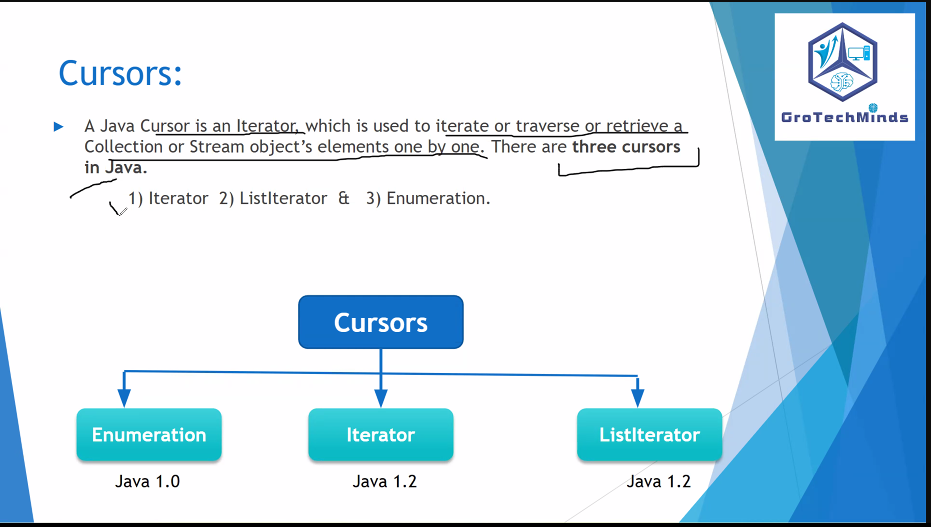 Cursors:
GroTechMinds
A Java Cursor is an Iterator, which is used to iterate or traverse or retrieve a
Collection or Stream object’s elements one by one. There are three cursors
in Java.
1) Iterator 2) ListIterator & 3) Enumeration.
Cursors
Enumeration Iterator ListIterator
Java 1.0 Java 1.2 Java 1.2